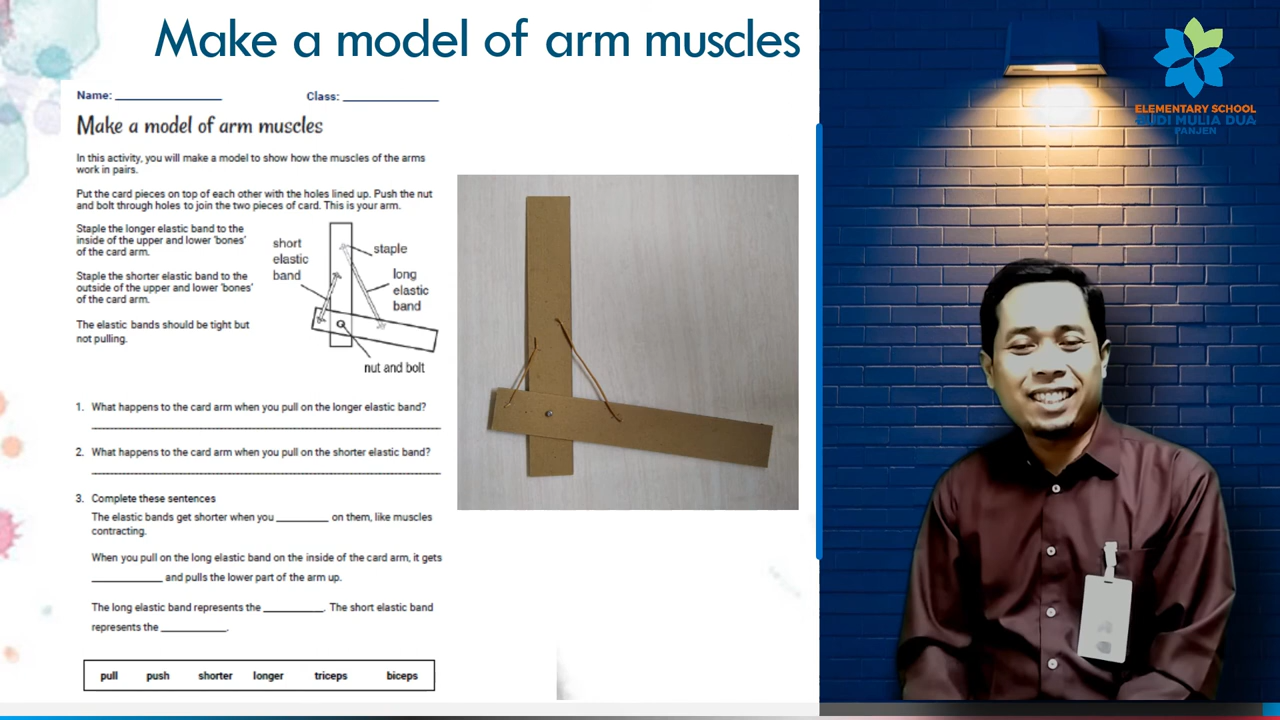 Make a model of arm muscles
Name: ____________ Class: ____________
Make a model of arm muscles
In this activity, you will make a model to show how the muscles of the arms
work in pairs.
Put the card pieces on top of each other with the holes lined up. Push the nut
and bolt through holes to join the two pieces of card. This is your arm.
Staple the longer elastic band to the
inside of the upper and lower 'bones'
of the card arm.
Staple the shorter elastic band to the
outside of the upper and lower 'bones'
of the card arm.
The elastic bands should be tight but
not pulling.
short
elastic
band
staple
long
elastic
band
nut and bolt
1. What happens to the card arm when you pull on the longer elastic band?
2. What happens to the card arm when you pull on the shorter elastic band?
3. Complete these sentences
The elastic bands get shorter when you ________ on them, like muscles
contracting.
When you pull on the long elastic band on the inside of the card arm, it gets
___________ and pulls the lower part of the arm up.
The long elastic band represents the _________. The short elastic band
represents the __________.
pull push shorter longer triceps biceps
ELEMENTARY SCHOOL
BUDI MULIA DUA
PANJEN